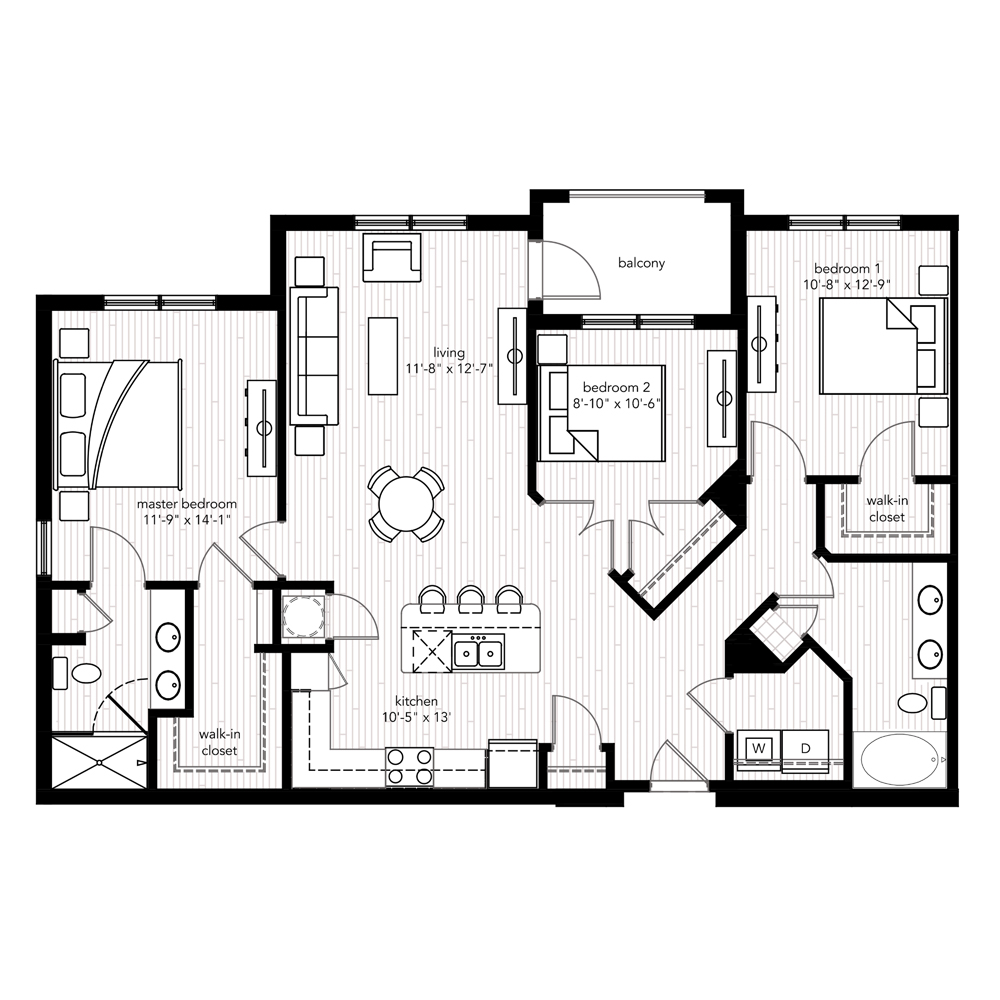 balcony
bedroom 1
10'-8" x 12'-9"
living
11'-8" x 12'-7"
bedroom 2
8'-10" x 10'-6"
master bedroom
11'-9" x 14'-1"
walk-in
closet
kitchen
10'-5" x 13'
walk-in
closet
W
D